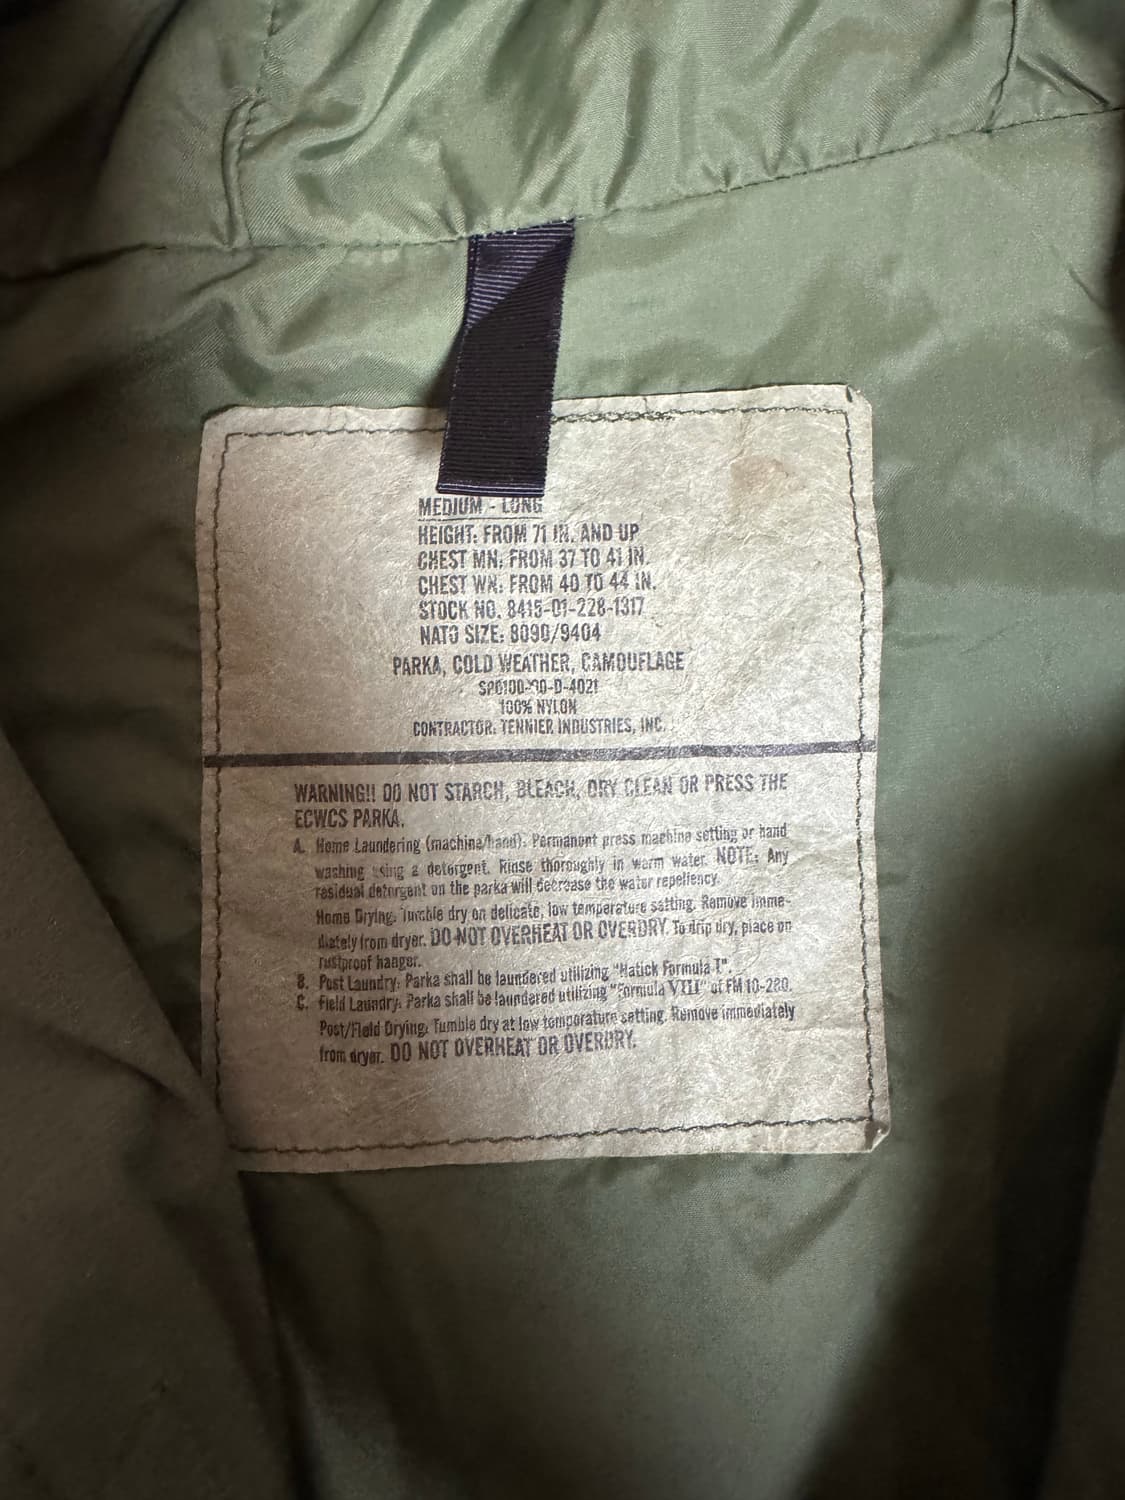 MEDIUM - LONG
HEIGHT: FROM 71 IN. AND UP
CHEST MN: FROM 37 TO 41 IN.
CHEST WN: FROM 40 TO 44 IN.
STOCK NO. 8415-01-228-1317
NATO SIZE: 8090/9404
PARKA, COLD WEATHER, CAMOUFLAGE
SP0100-00-D-4021
100% NYLON
CONTRACTOR: TENNIER INDUSTRIES, INC.
WARNING!! DO NOT STARCH, BLEACH, DRY CLEAN OR PRESS THE
ECWCS PARKA.
A. Home Laundering (machine/hand). Permanent press machine setting or hand
washing using a detergent. Rinse thoroughly in warm water. NOTE: Any
residual detergent on the parka will decrease the water repellency.
Home Drying. Tumble dry on delicate, low temperature setting. Remove imme-
diately from dryer. DO NOT OVERHEAT OR OVERDRY. To drip dry, place on
rustproof hanger.
B. Post Laundry: Parka shall be laundered utilizing "Natick Formula I".
C. Field Laundry: Parka shall be laundered utilizing "Formula VIII" of FM 10-280.
Post/Field Drying: Tumble dry at low temporature setting. Remove immediately
from dryer. DO NOT OVERHEAT OR OVERDRY.